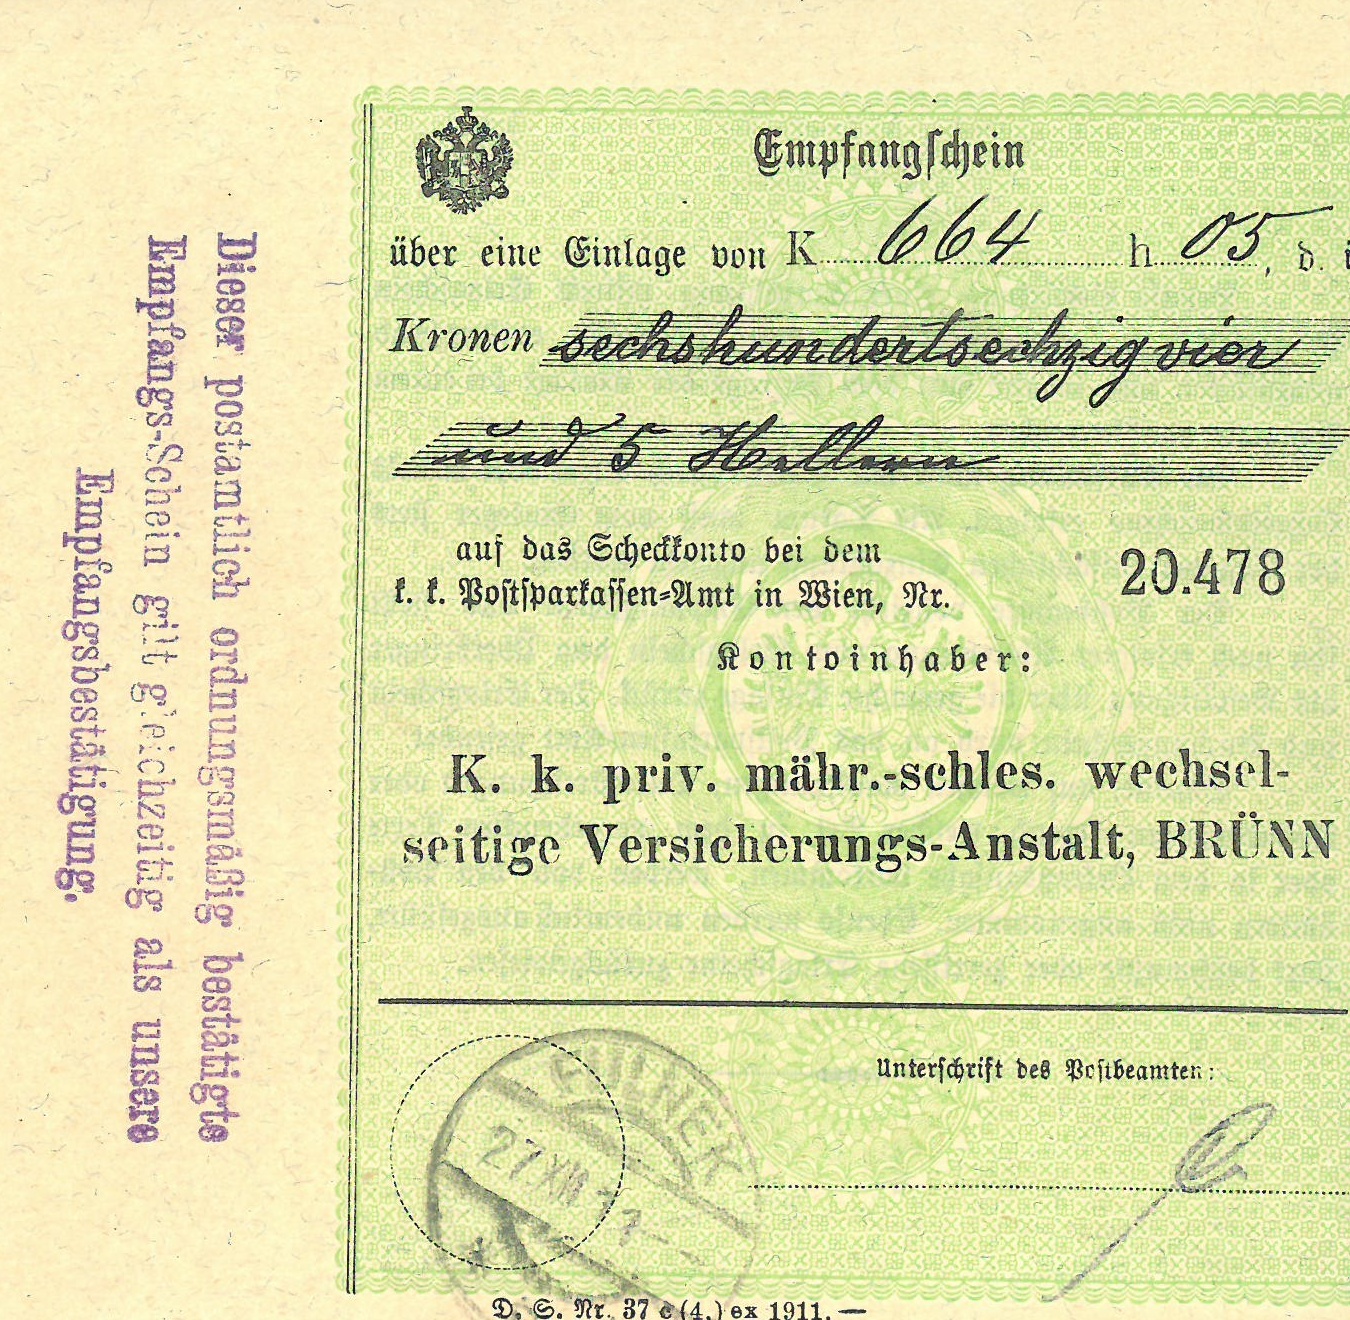 Empfangschein
über eine Einlage von K 664 h 05, d. i
Kronen sechshundertsechzigvier
und 5 Hellern
auf das Scheckkonto bei dem
k. k. Postsparkassen-Amt in Wien, Nr. 20.478
Kontoinhaber:
K. k. priv. mähr.-schles. wechsel-
seitige Versicherungs-Anstalt, BRÜNN
Unterschrift des Postbeamten:
27 XII
D. S. Nr. 37 c (4.) ex 1911. —
Dieser postamtlich ordnungsmäßig bestätigte
Empfangs-Schein gilt gleichzeitig als unsere
Empfangsbestätigung.